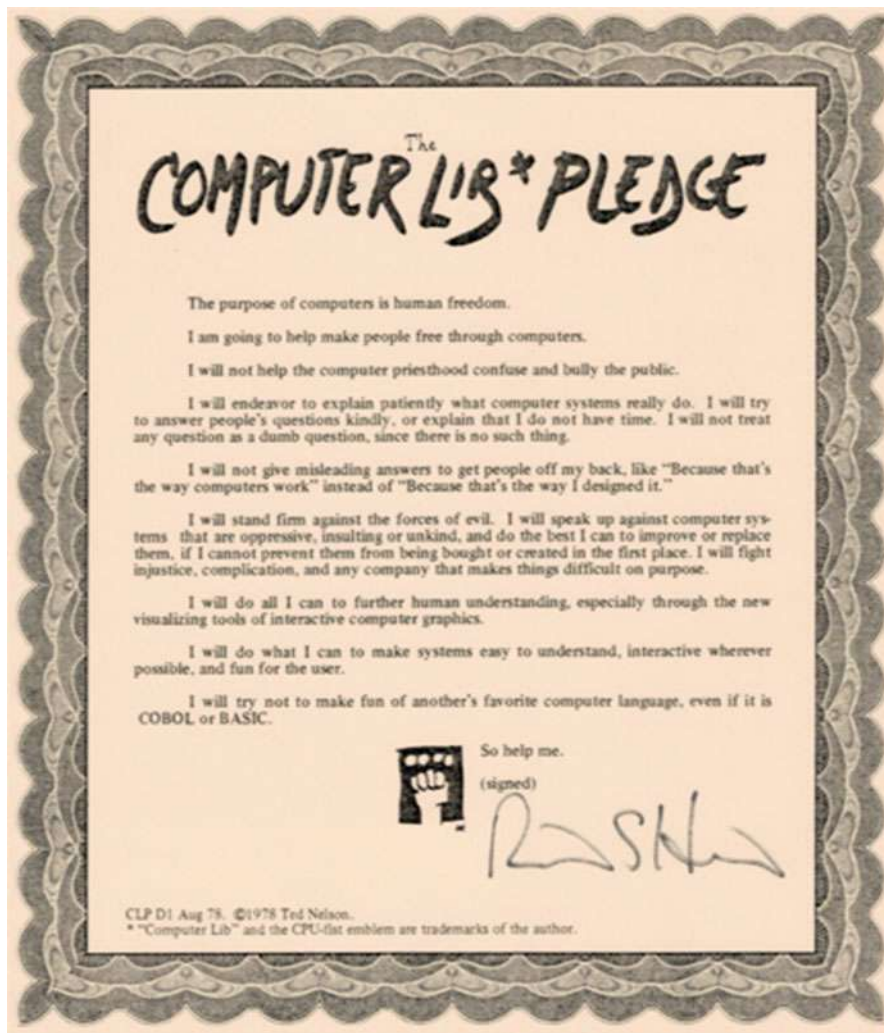 The
COMPUTER LIB* PLEDGE
The purpose of computers is human freedom.
I am going to help make people free through computers.
I will not help the computer priesthood confuse and bully the public.
I will endeavor to explain patiently what computer systems really do. I will try
to answer people's questions kindly, or explain that I do not have time. I will not treat
any question as a dumb question, since there is no such thing.
I will not give misleading answers to get people off my back, like "Because that's
the way computers work" instead of "Because that's the way I designed it."
I will stand firm against the forces of evil. I will speak up against computer sys-
tems that are oppressive, insulting or unkind, and do the best I can to improve or replace
them, if I cannot prevent them from being bought or created in the first place. I will fight
injustice, complication, and any company that makes things difficult on purpose.
I will do all I can to further human understanding, especially through the new
visualizing tools of interactive computer graphics.
I will do what I can to make systems easy to understand, interactive wherever
possible, and fun for the user.
I will try not to make fun of another's favorite computer language, even if it is
COBOL or BASIC.
So help me.
(signed)
CLP D1 Aug 78. ©1978 Ted Nelson.
* "Computer Lib" and the CPU-fist emblem are trademarks of the author.